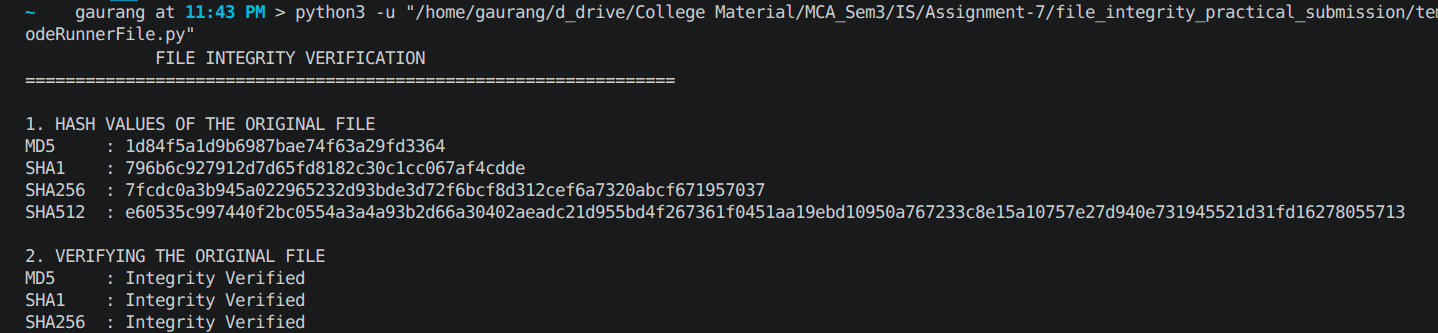 ~    gaurang at 11:43 PM > python3 -u "/home/gaurang/d_drive/College Material/MCA_Sem3/IS/Assignment-7/file_integrity_practical_submission/tem
odeRunnerFile.py"
FILE INTEGRITY VERIFICATION
=================================================================
1. HASH VALUES OF THE ORIGINAL FILE
MD5     : 1d84f5a1d9b6987bae74f63a29fd3364
SHA1    : 796b6c927912d7d65fd8182c30c1cc067af4cdde
SHA256  : 7fcdc0a3b945a022965232d93bde3d72f6bcf8d312cef6a7320abcf671957037
SHA512  : e60535c997440f2bc0554a3a4a93b2d66a30402aeadc21d955bd4f267361f0451aa19ebd10950a767233c8e15a10757e27d940e731945521d31fd16278055713
2. VERIFYING THE ORIGINAL FILE
MD5     : Integrity Verified
SHA1    : Integrity Verified
SHA256  : Integrity Verified